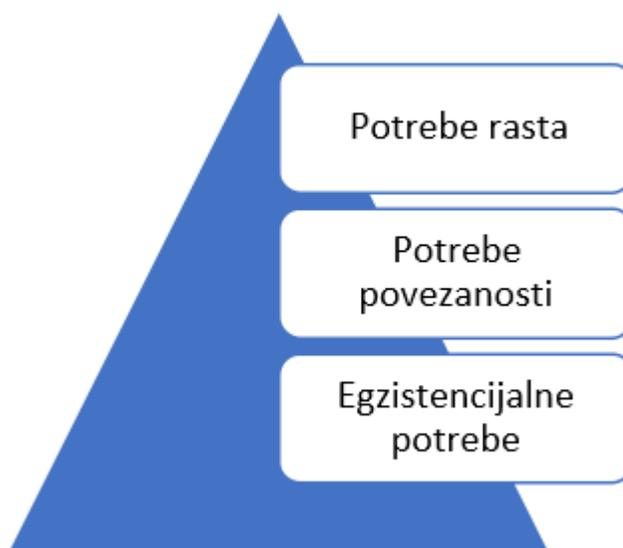 Potrebe rasta
Potrebe
povezanosti
Egzistencijalne
potrebe